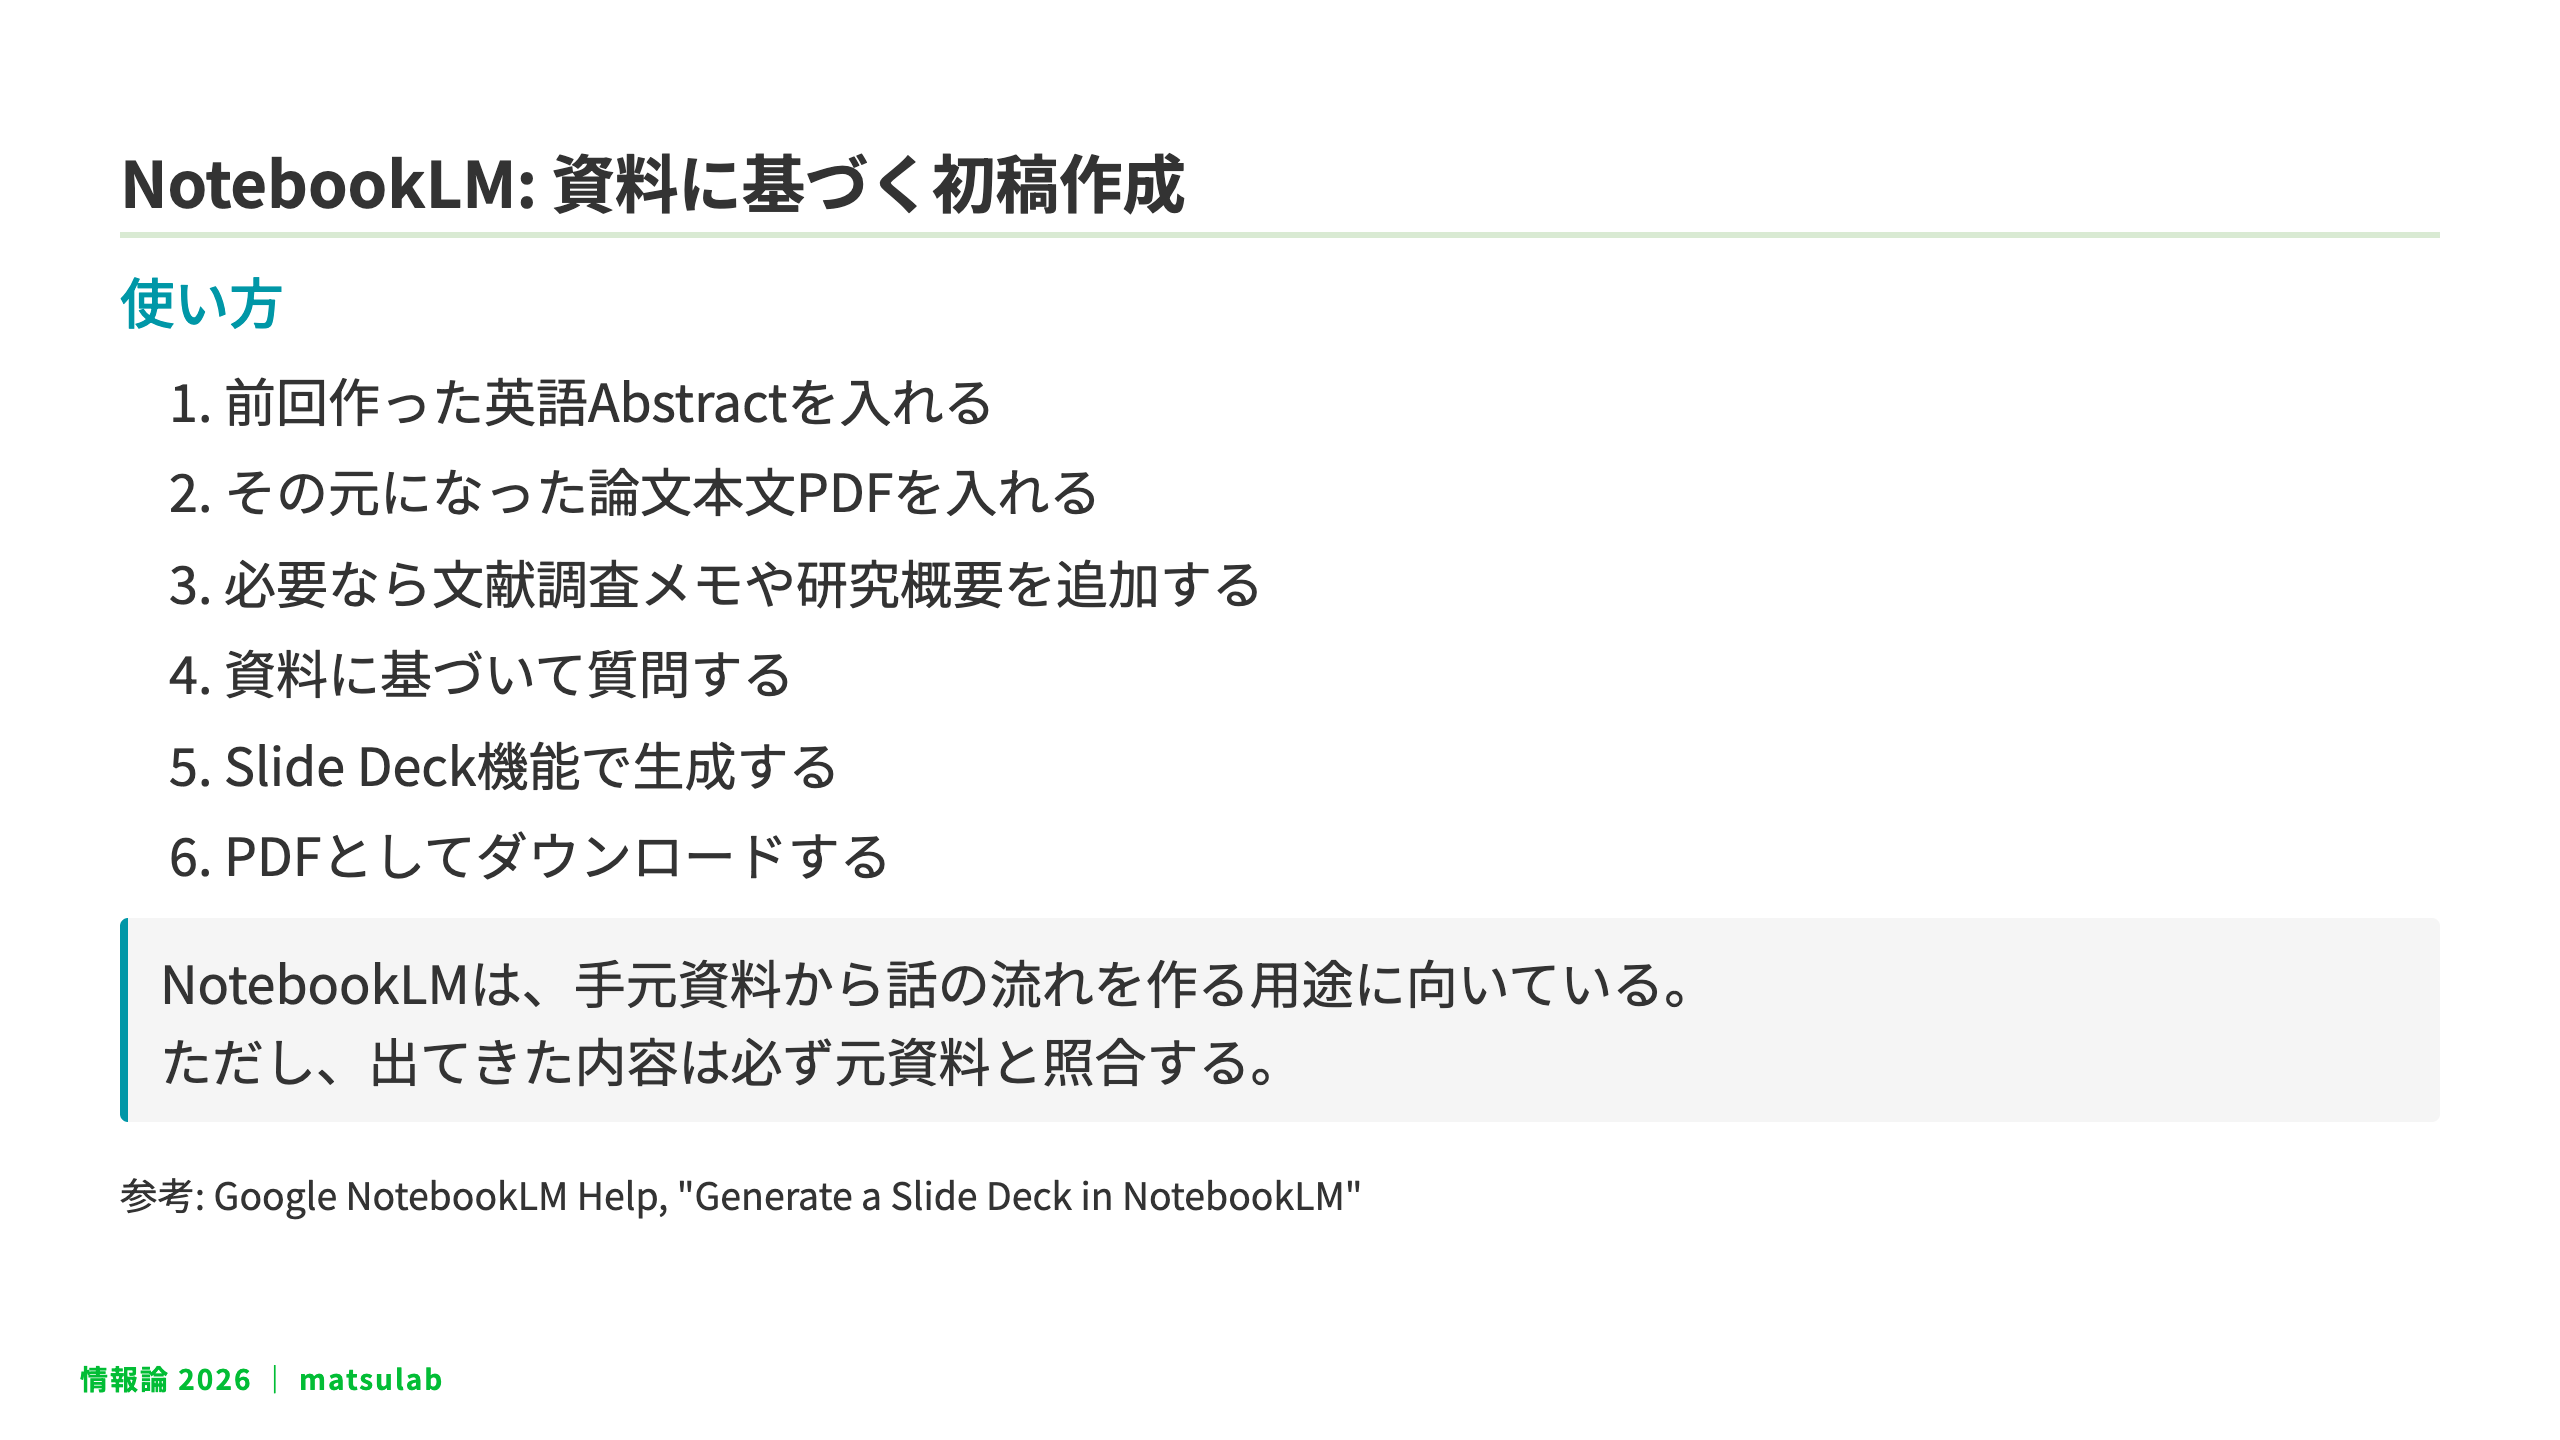 NotebookLM: 資料に基づく初稿作成
使い方
1. 前回作った英語Abstractを入れる
2. その元になった論文本文PDFを入れる
3. 必要なら文献調査メモや研究概要を追加する
4. 資料に基づいて質問する
5. Slide Deck機能で生成する
6. PDFとしてダウンロードする
NotebookLMは、手元資料から話の流れを作る用途に向いている。
ただし、出てきた内容は必ず元資料と照合する。
参考: Google NotebookLM Help, "Generate a Slide Deck in NotebookLM"
情報論 2026 ｜ matsulab